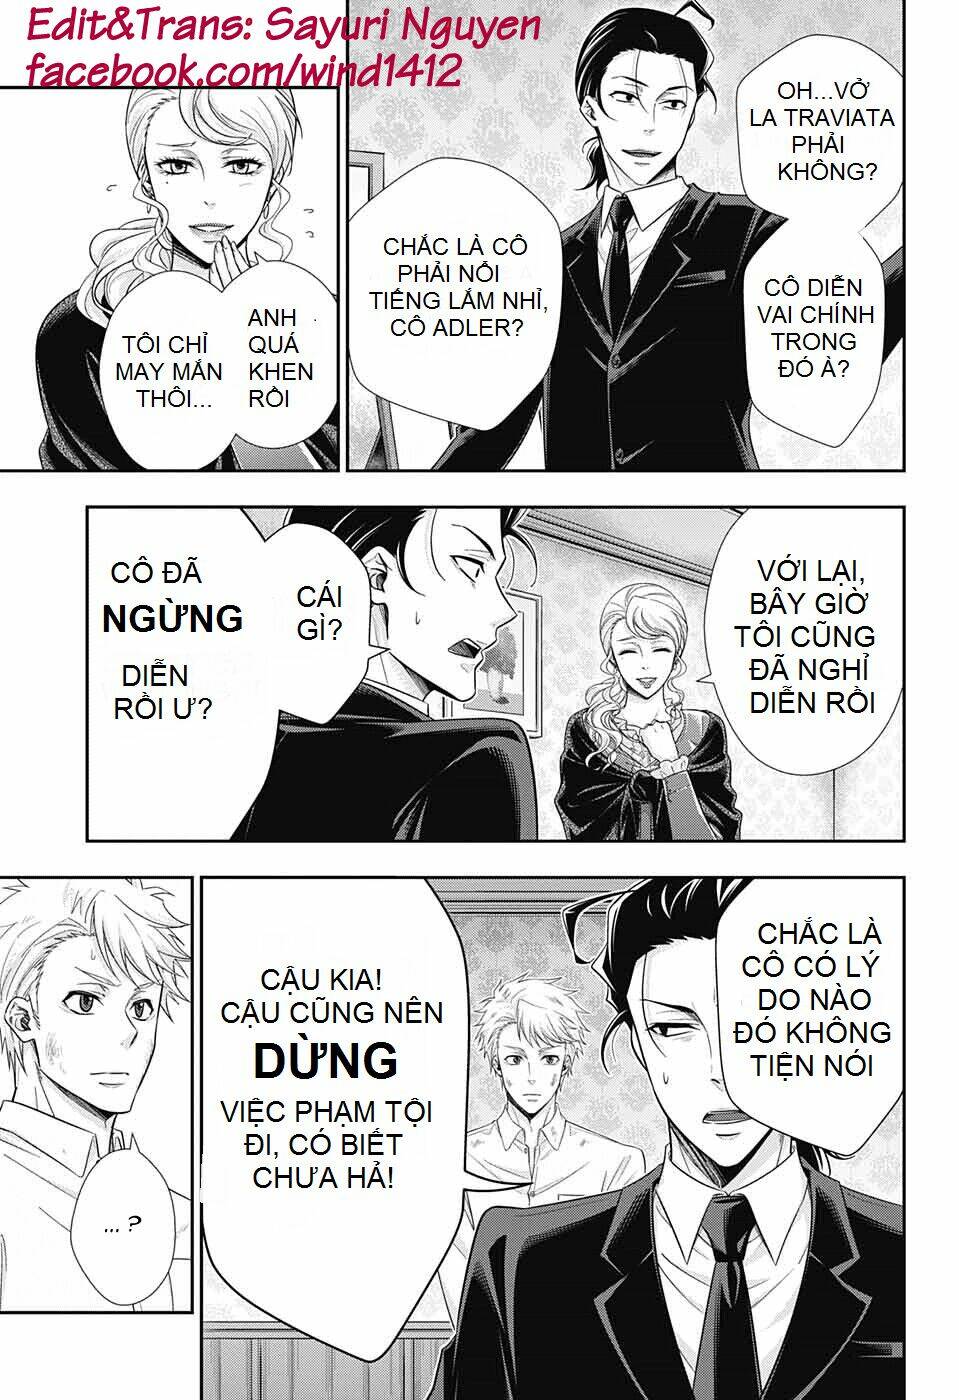 Edit&Trans: Sayuri Nguyen
facebook.com/wind1412
OH...VỞ
LA TRAVIATA
PHẢI
KHÔNG?
CÔ DIỄN
VAI CHÍNH
TRONG
ĐÓ À?
CHẮC LÀ CÔ
PHẢI NỔI
TIẾNG LẮM NHỈ,
CÔ ADLER?
ANH
QUÁ
KHEN
RỒI
TÔI CHỈ
MAY MẮN
THÔI...
VỚI LẠI,
BÂY GIỜ
TÔI CŨNG
ĐÃ NGHỈ
DIỄN RỒI
CÁI
GÌ?
CÔ ĐÃ
NGỪNG
DIỄN
RỒI Ư?
CHẮC LÀ
CÔ CÓ LÝ
DO NÀO
ĐÓ KHÔNG
TIỆN NÓI
CẬU KIA!
CẬU CŨNG NÊN
DỪNG
VIỆC PHẠM TỘI
ĐI, CÓ BIẾT
CHƯA HẢ!
... ?